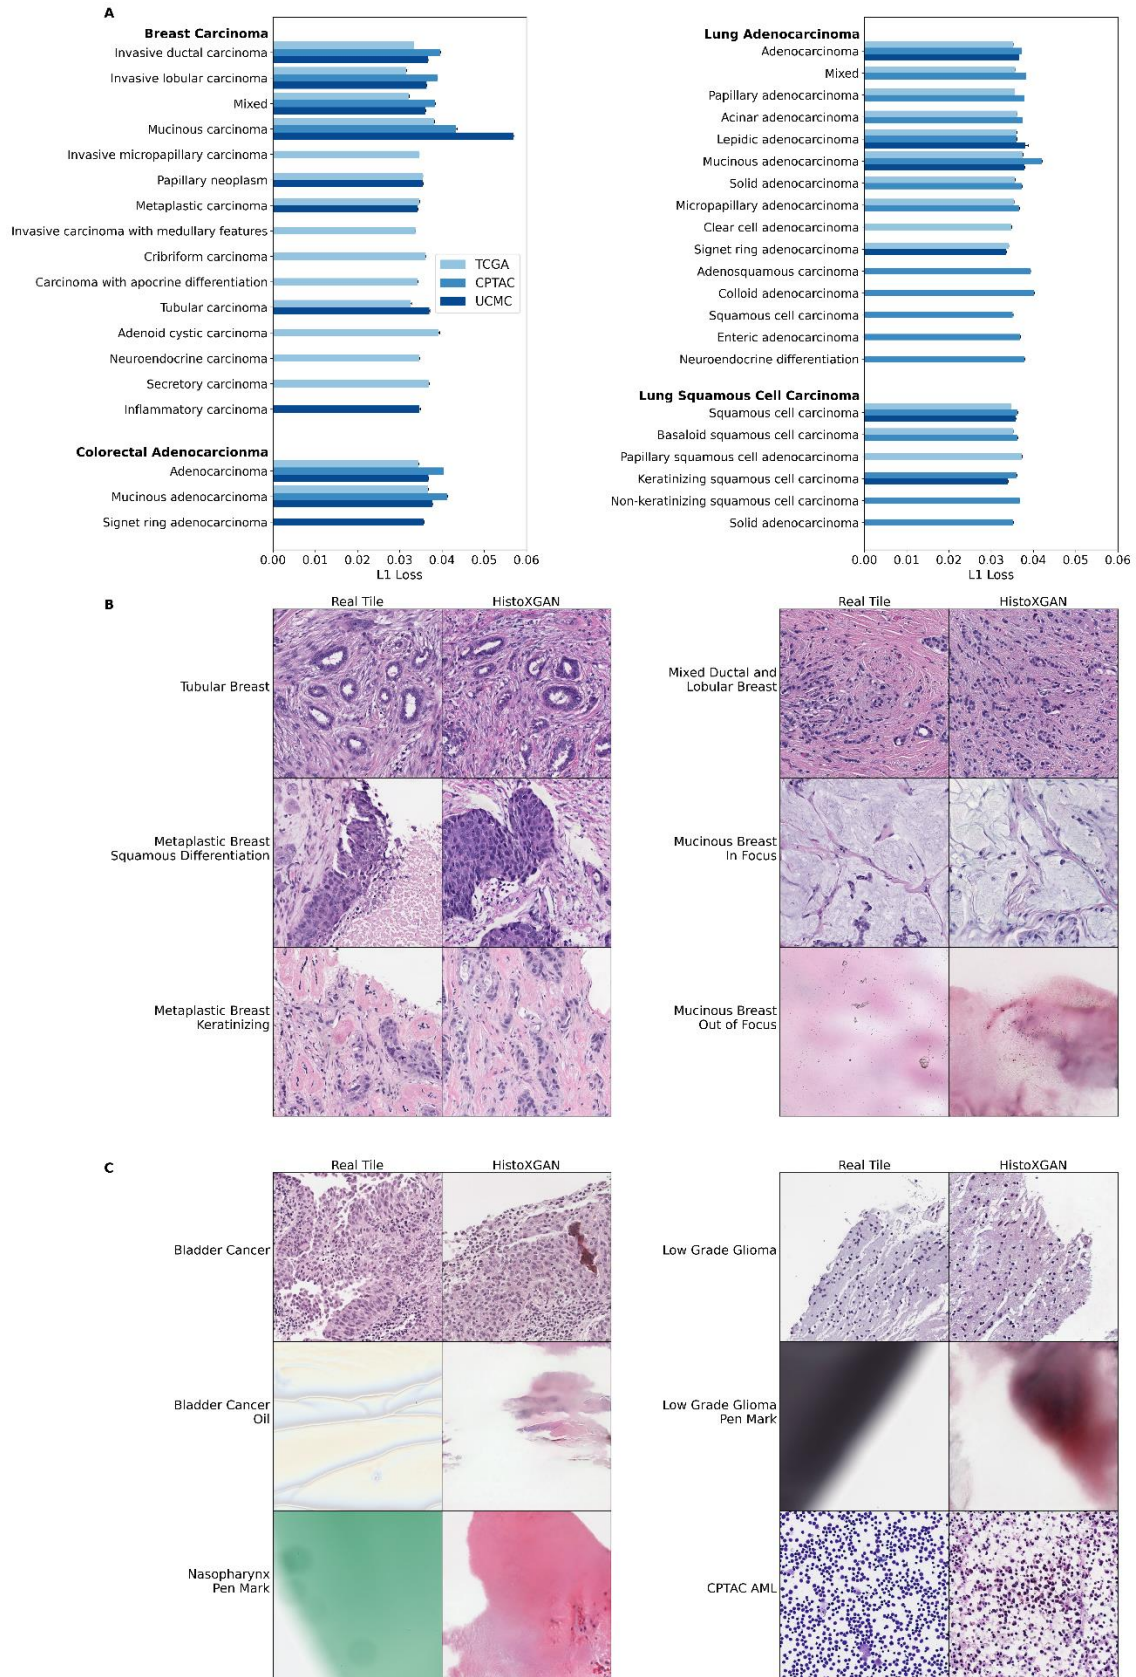 A
Breast Carcinoma
Invasive ductal carcinoma
Invasive lobular carcinoma
Mixed
Mucinous carcinoma
Invasive micropapillary carcinoma
Papillary neoplasm
Metaplastic carcinoma
Invasive carcinoma with medullary features
Cribriform carcinoma
Carcinoma with apocrine differentiation
Tubular carcinoma
Adenoid cystic carcinoma
Neuroendocrine carcinoma
Secretory carcinoma
Inflammatory carcinoma
Colorectal Adenocarcionma
Adenocarcinoma
Mucinous adenocarcinoma
Signet ring adenocarcinoma
TCGA
CPTAC
UCMC
0.00 0.01 0.02 0.03 0.04 0.05 0.06
L1 Loss
Lung Adenocarcinoma
Adenocarcinoma
Mixed
Papillary adenocarcinoma
Acinar adenocarcinoma
Lepidic adenocarcinoma
Mucinous adenocarcinoma
Solid adenocarcinoma
Micropapillary adenocarcinoma
Clear cell adenocarcinoma
Signet ring adenocarcinoma
Adenosquamous carcinoma
Colloid adenocarcinoma
Squamous cell carcinoma
Enteric adenocarcinoma
Neuroendocrine differentiation
Lung Squamous Cell Carcinoma
Squamous cell carcinoma
Basaloid squamous cell carcinoma
Papillary squamous cell adenocarcinoma
Keratinizing squamous cell carcinoma
Non-keratinizing squamous cell carcinoma
Solid adenocarcinoma
0.00 0.01 0.02 0.03 0.04 0.05 0.06
L1 Loss
B
Real Tile HistoXGAN
Tubular Breast
Metaplastic Breast
Squamous Differentiation
Metaplastic Breast
Keratinizing
Real Tile HistoXGAN
Mixed Ductal and
Lobular Breast
Mucinous Breast
In Focus
Mucinous Breast
Out of Focus
C
Real Tile HistoXGAN
Bladder Cancer
Bladder Cancer
Oil
Nasopharynx
Pen Mark
Real Tile HistoXGAN
Low Grade Glioma
Low Grade Glioma
Pen Mark
CPTAC AML